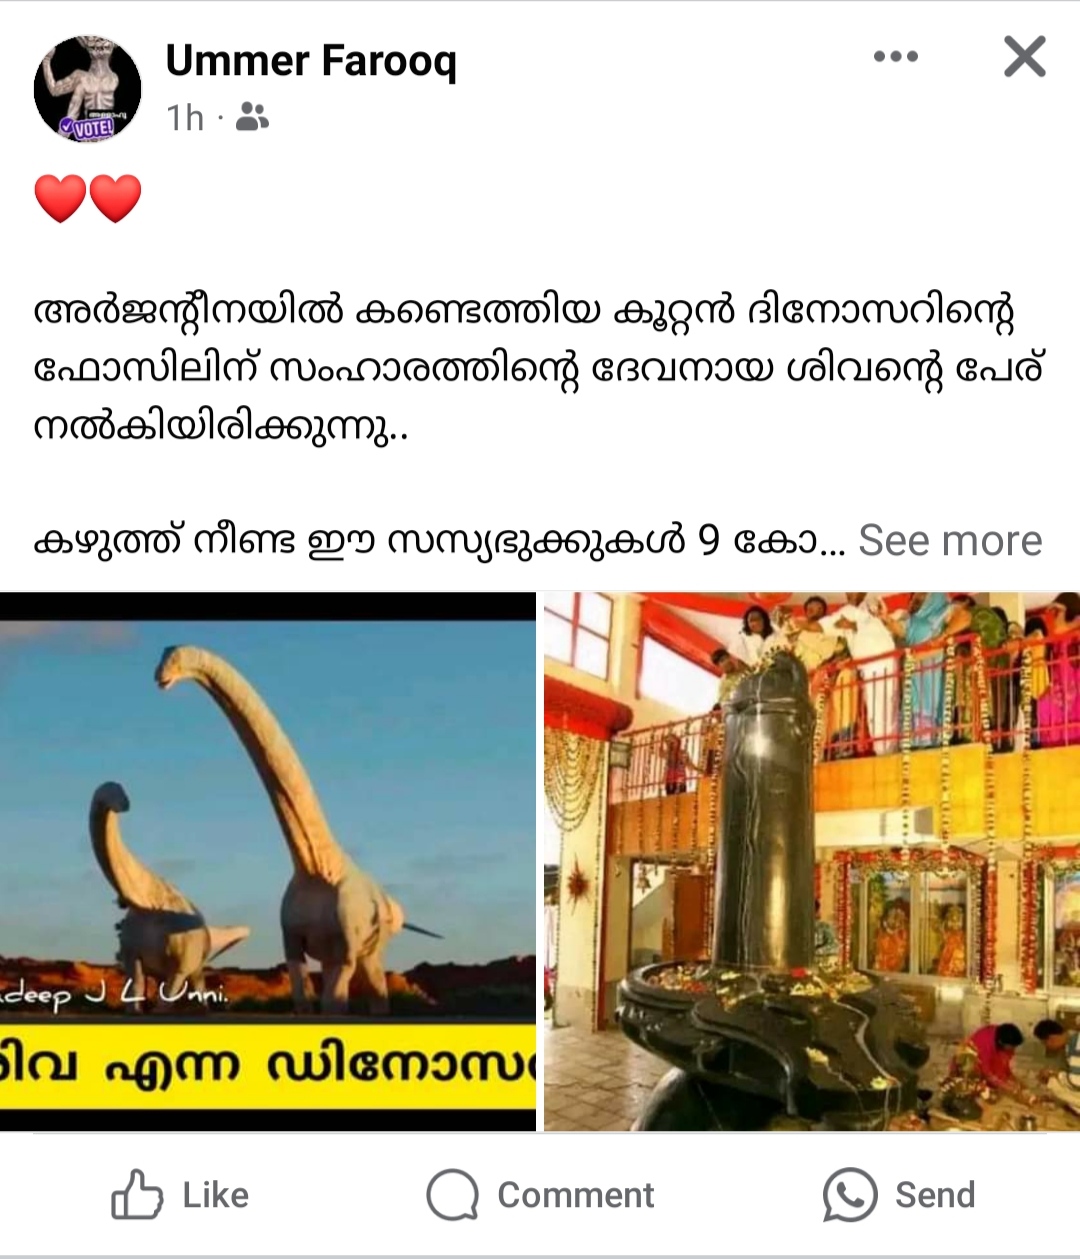 Ummer Farooq
1h
VOTE!
♥️♥️
അർജന്റീനയിൽ കണ്ടെത്തിയ കൂറ്റൻ ദിനോസറിന്റെ
ഫോസിലിന് സംഹാരത്തിന്റെ ദേവനായ ശിവന്റെ പേര്
നൽകിയിരിക്കുന്നു..
കഴുത്ത് നീണ്ട ഈ സസ്യഭുക്കുകൾ 9 കോ... See more
deep J L Unni.
ിവ എന്ന ഡിനോസ
Like
Comment
Send